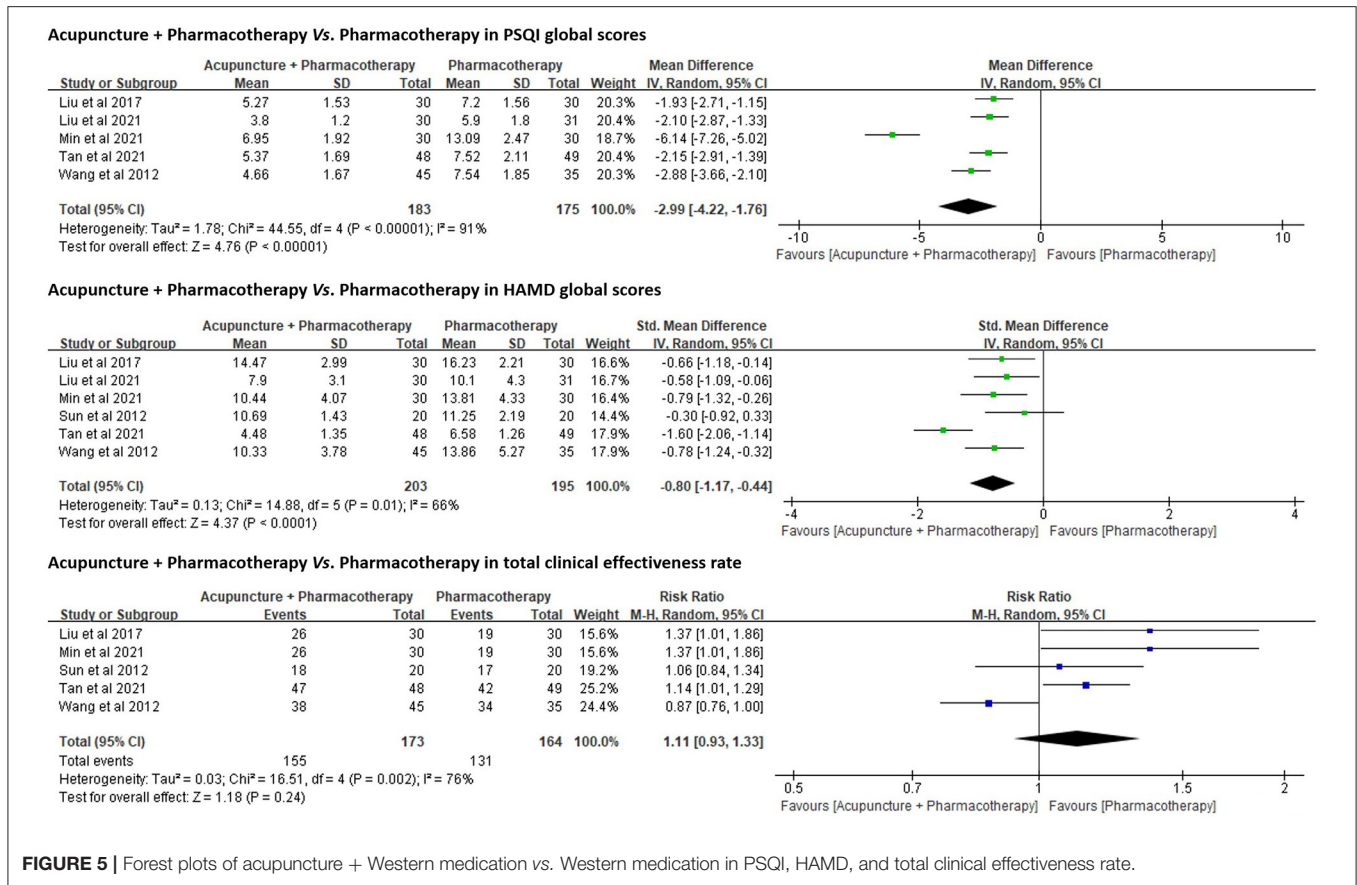 Acupuncture + Pharmacotherapy Vs. Pharmacotherapy in PSQI global scores
Acupuncture + Pharmacotherapy Pharmacotherapy Mean Difference Mean Difference
Study or Subgroup Mean SD Total Mean SD Total Weight IV, Random, 95% CI IV, Random, 95% CI
Liu et al 2017 5.27 1.53 30 7.2 1.56 30 20.3% -1.93 [-2.71, -1.15]
Liu et al 2021 3.8 1.2 30 5.9 1.8 31 20.4% -2.10 [-2.87, -1.33]
Min et al 2021 6.95 1.92 30 13.09 2.47 30 18.7% -6.14 [-7.26, -5.02]
Tan et al 2021 5.37 1.69 48 7.52 2.11 49 20.4% -2.15 [-2.91, -1.39]
Wang et al 2012 4.66 1.67 45 7.54 1.85 35 20.3% -2.88 [-3.66, -2.10]
Total (95% CI) 183 175 100.0% -2.99 [-4.22, -1.76]
Heterogeneity: Tau² = 1.78; Chi² = 44.55, df = 4 (P < 0.00001); I² = 91%
Test for overall effect: Z = 4.76 (P < 0.00001)
-10 -5 0 5 10
Favours [Acupuncture + Pharmacotherapy] Favours [Pharmacotherapy]
Acupuncture + Pharmacotherapy Vs. Pharmacotherapy in HAMD global scores
Acupuncture + Pharmacotherapy Pharmacotherapy Std. Mean Difference Std. Mean Difference
Study or Subgroup Mean SD Total Mean SD Total Weight IV, Random, 95% CI IV, Random, 95% CI
Liu et al 2017 14.47 2.99 30 16.23 2.21 30 16.6% -0.66 [-1.18, -0.14]
Liu et al 2021 7.9 3.1 30 10.1 4.3 31 16.7% -0.58 [-1.09, -0.06]
Min et al 2021 10.44 4.07 30 13.81 4.33 30 16.4% -0.79 [-1.32, -0.26]
Sun et al 2012 10.69 1.43 20 11.25 2.19 20 14.4% -0.30 [-0.92, 0.33]
Tan et al 2021 4.48 1.35 48 6.58 1.26 49 17.9% -1.60 [-2.06, -1.14]
Wang et al 2012 10.33 3.78 45 13.86 5.27 35 17.9% -0.78 [-1.24, -0.32]
Total (95% CI) 203 195 100.0% -0.80 [-1.17, -0.44]
Heterogeneity: Tau² = 0.13; Chi² = 14.88, df = 5 (P = 0.01); I² = 66%
Test for overall effect: Z = 4.37 (P < 0.0001)
-4 -2 0 2 4
Favours [Acupuncture + Pharmacotherapy] Favours [Pharmacotherapy]
Acupuncture + Pharmacotherapy Vs. Pharmacotherapy in total clinical effectiveness rate
Acupuncture + Pharmacotherapy Pharmacotherapy Risk Ratio Risk Ratio
Study or Subgroup Events Total Events Total Weight M-H, Random, 95% CI M-H, Random, 95% CI
Liu et al 2017 26 30 19 30 15.6% 1.37 [1.01, 1.86]
Min et al 2021 26 30 19 30 15.6% 1.37 [1.01, 1.86]
Sun et al 2012 18 20 17 20 19.2% 1.06 [0.84, 1.34]
Tan et al 2021 47 48 42 49 25.2% 1.14 [1.01, 1.29]
Wang et al 2012 38 45 34 35 24.4% 0.87 [0.76, 1.00]
Total (95% CI) 173 164 100.0% 1.11 [0.93, 1.33]
Total events 155 131
Heterogeneity: Tau² = 0.03; Chi² = 16.51, df = 4 (P = 0.002); I² = 76%
Test for overall effect: Z = 1.18 (P = 0.24)
0.5 0.7 1 1.5 2
Favours [Acupuncture + Pharmacotherapy] Favours [Pharmacotherapy]
FIGURE 5 | Forest plots of acupuncture + Western medication vs. Western medication in PSQI, HAMD, and total clinical effectiveness rate.